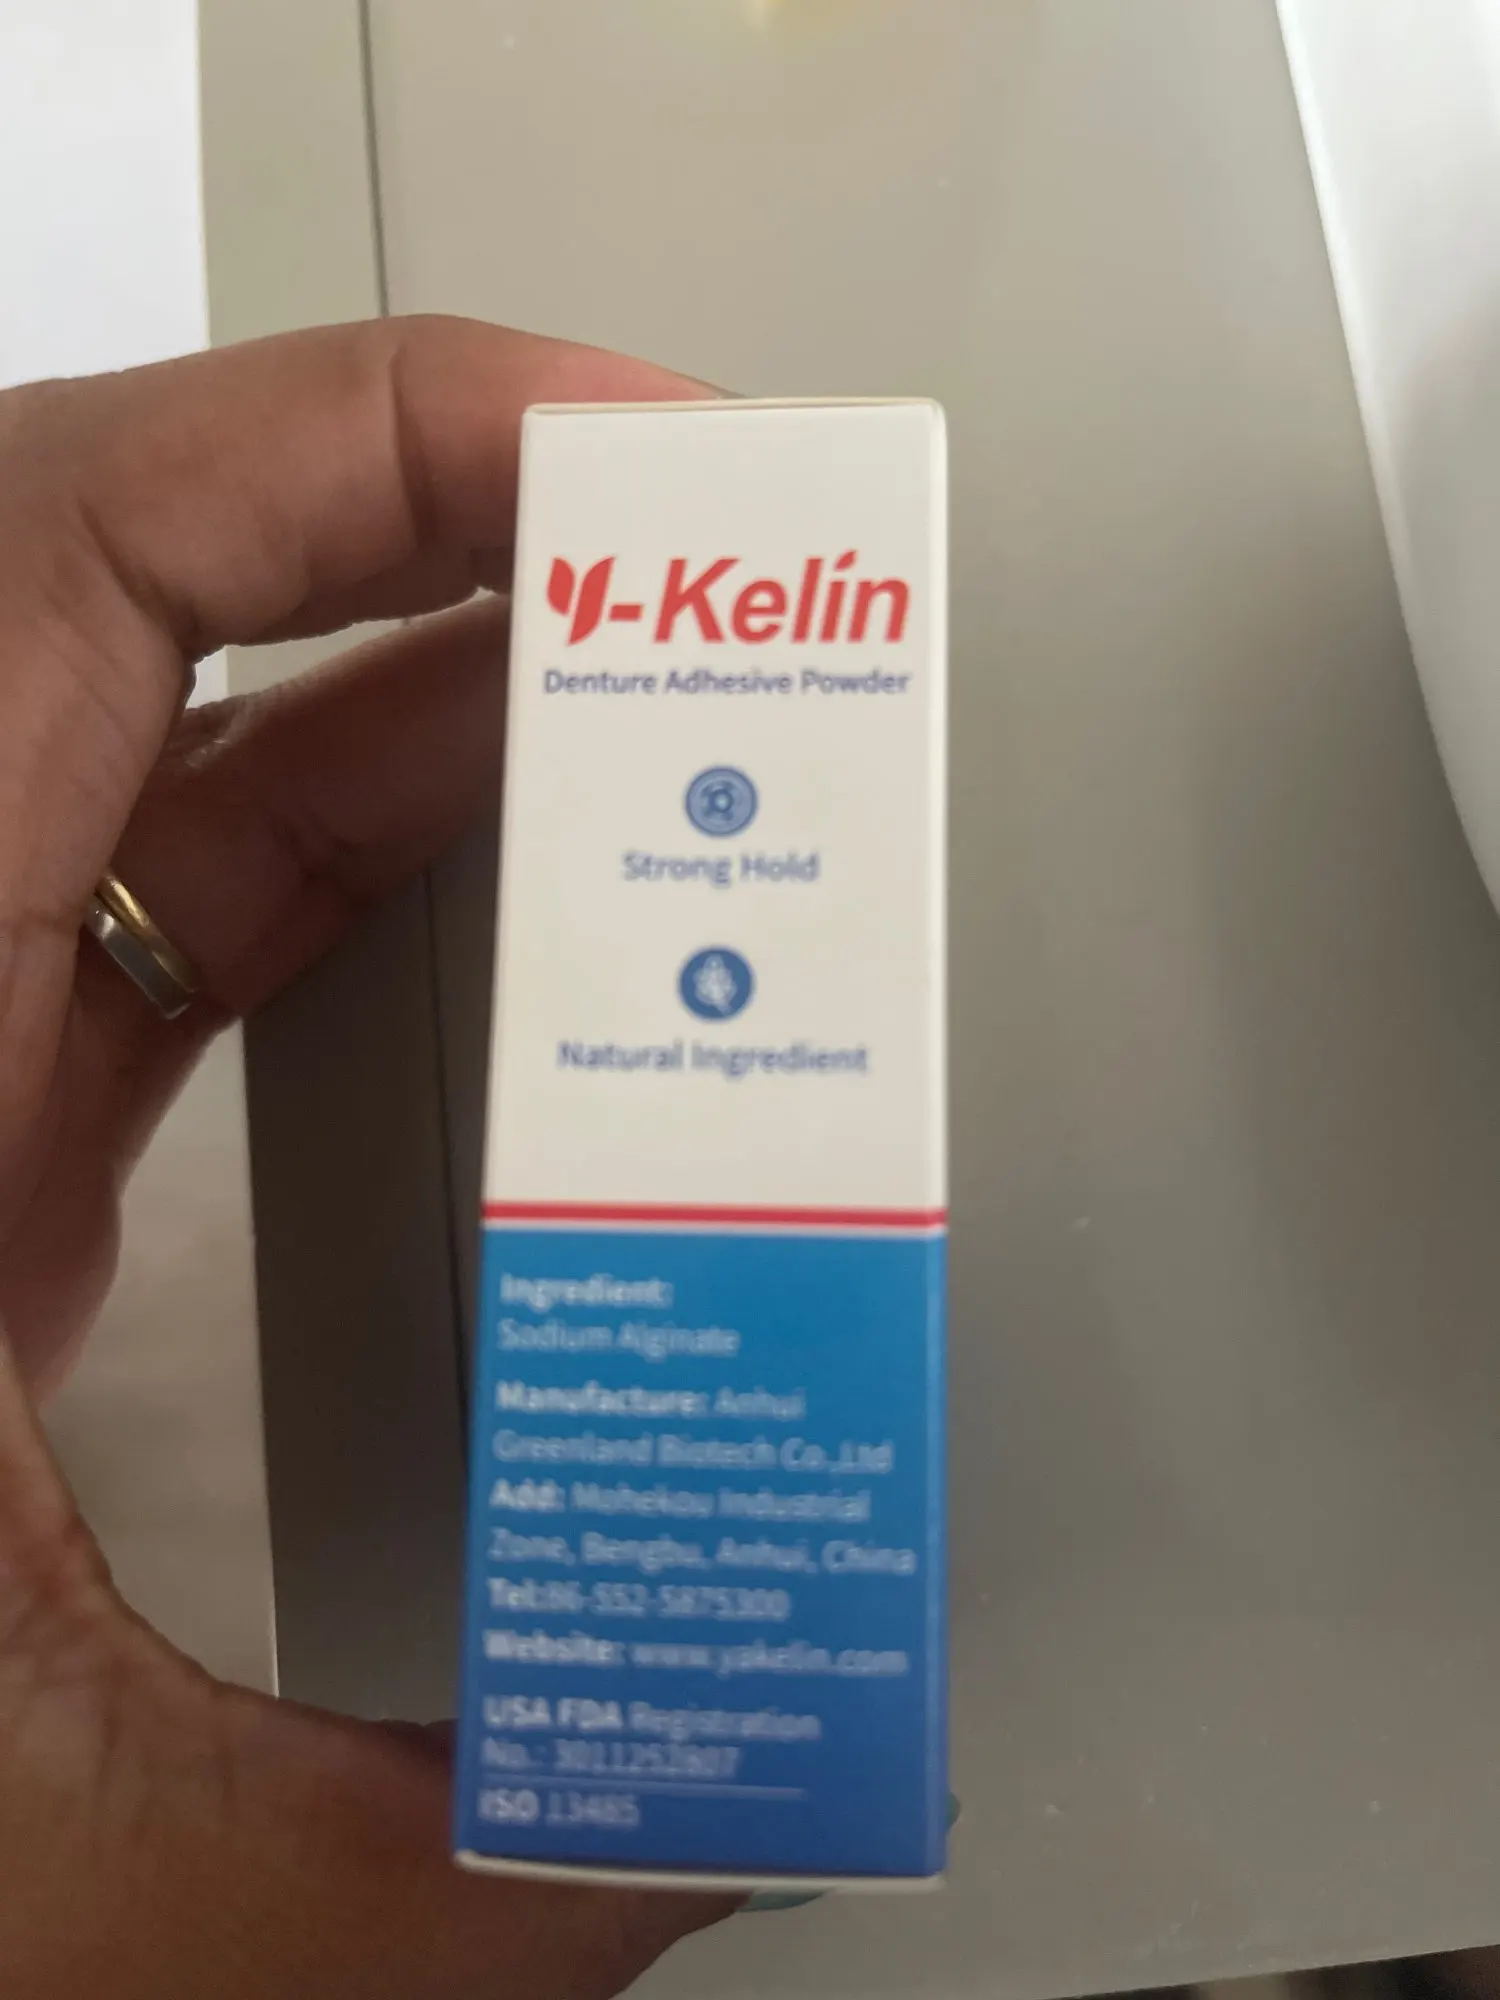 Y-Kelin
Denture Adhesive Powder
Strong Hold
Natural Ingredient
Ingredient:
Sodium Alginate
Manufacture: Anhui
Greenland Biotech Co.,Ltd
Add: Mohekou Industrial
Zone, Bengbu, Anhui, China
Tel:86-552-5875300
Website: www.yakelin.com
USA FDA Registration
No.: 3011252807
ISO 13485